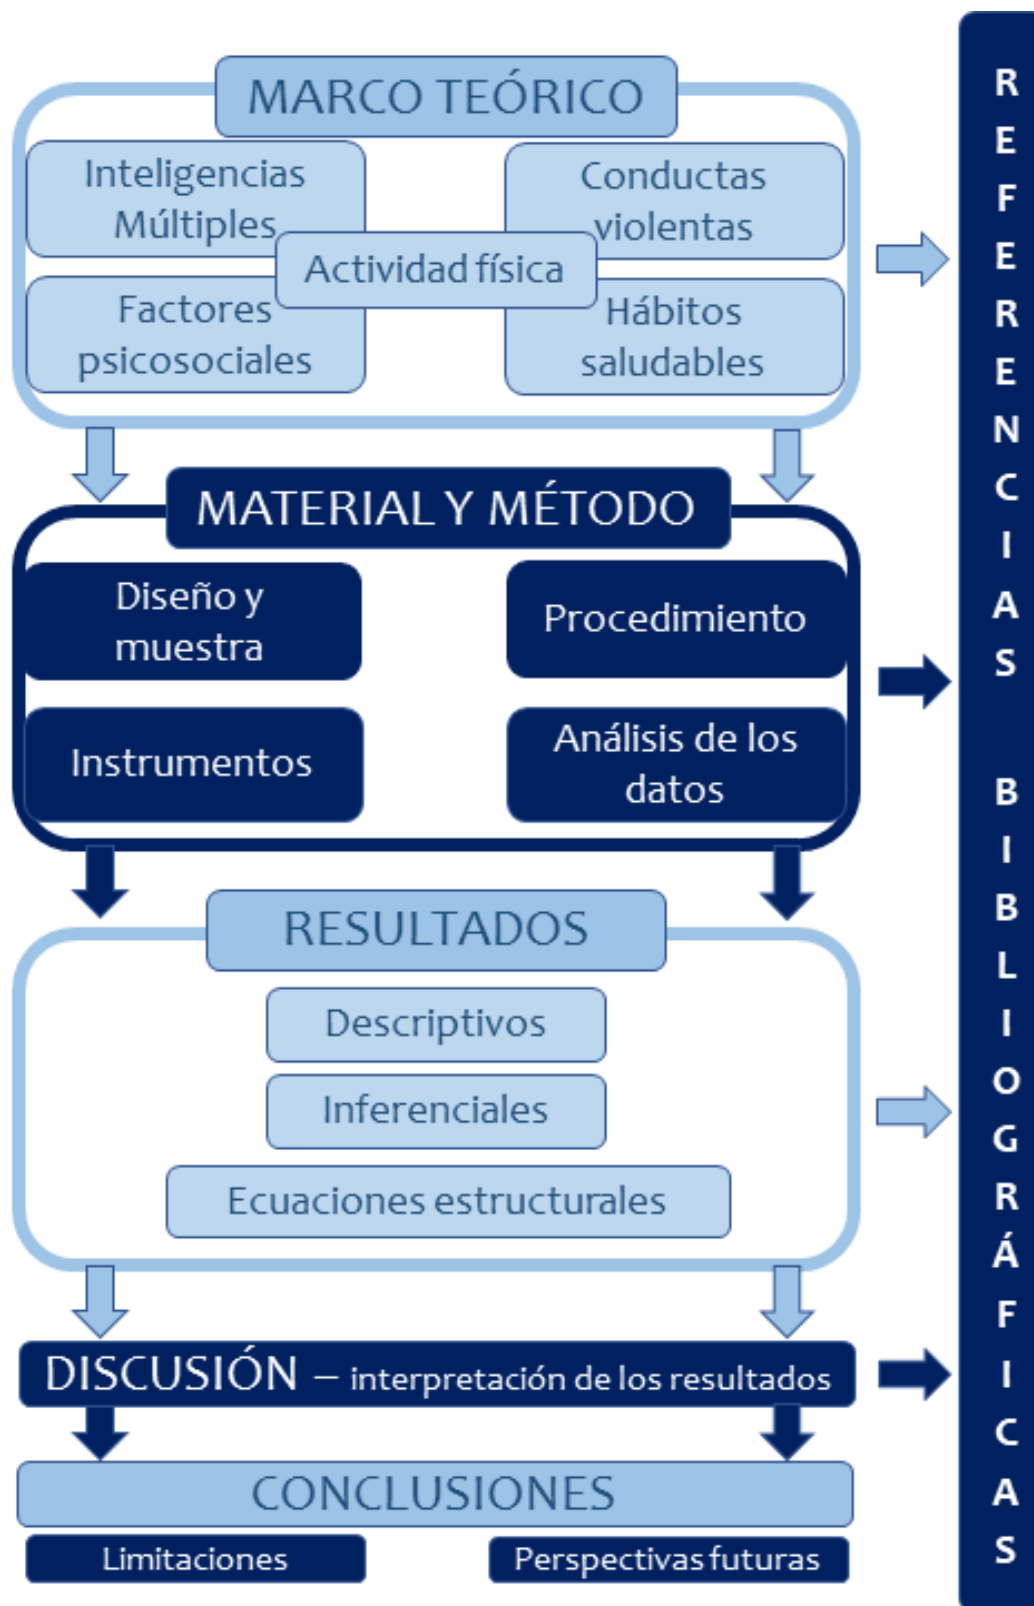 MARCO TEÓRICO
Inteligencias
Múltiples
Conductas
violentas
Actividad física
Factores
psicosociales
Hábitos
saludables
MATERIAL Y MÉTODO
Diseño y
muestra
Procedimiento
Instrumentos
Análisis de los
datos
RESULTADOS
Descriptivos
Inferenciales
Ecuaciones estructurales
DISCUSIÓN – interpretación de los resultados
CONCLUSIONES
Limitaciones
Perspectivas futuras
REFERENCIAS BIBLIOGRÁFICAS